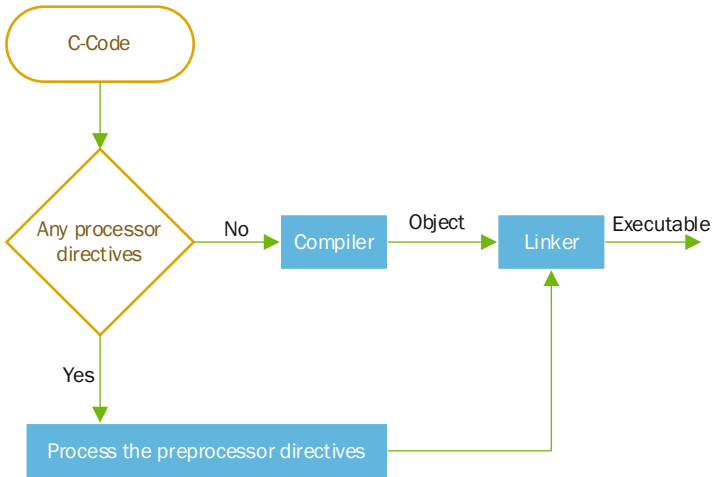 C-Code
Any processor
directives
No
Compiler
Object
Linker
Executable
Yes
Process the preprocessor directives